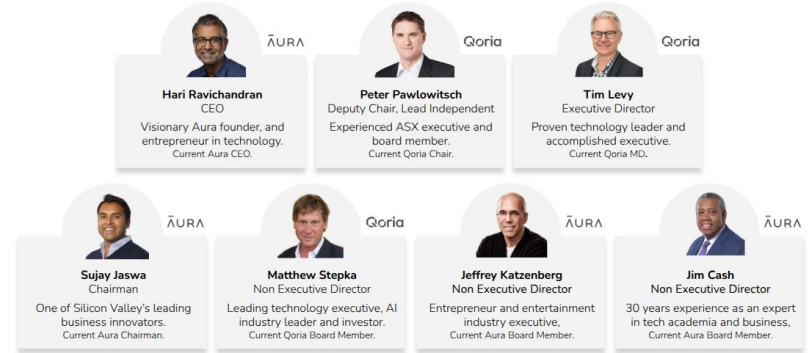 ĀURA
Hari Ravichandran
CEO
Visionary Aura founder, and
entrepreneur in technology.
Current Aura CEO.
Qoria
Peter Pawlowitsch
Deputy Chair, Lead Independent
Experienced ASX executive and
board member.
Current Qoria Chair.
Qoria
Tim Levy
Executive Director
Proven technology leader and
accomplished executive.
Current Qoria MD.
ĀURA
Sujay Jaswa
Chairman
One of Silicon Valley's leading
business innovators.
Current Aura Chairman.
Qoria
Matthew Stepka
Non Executive Director
Leading technology executive, AI
industry leader and investor.
Current Qoria Board Member.
ĀURA
Jeffrey Katzenberg
Non Executive Director
Entrepreneur and entertainment
industry executive,
Current Aura Board Member.
ĀURA
Jim Cash
Non Executive Director
30 years experience as an expert
in tech academia and business,
Current Aura Board Member.